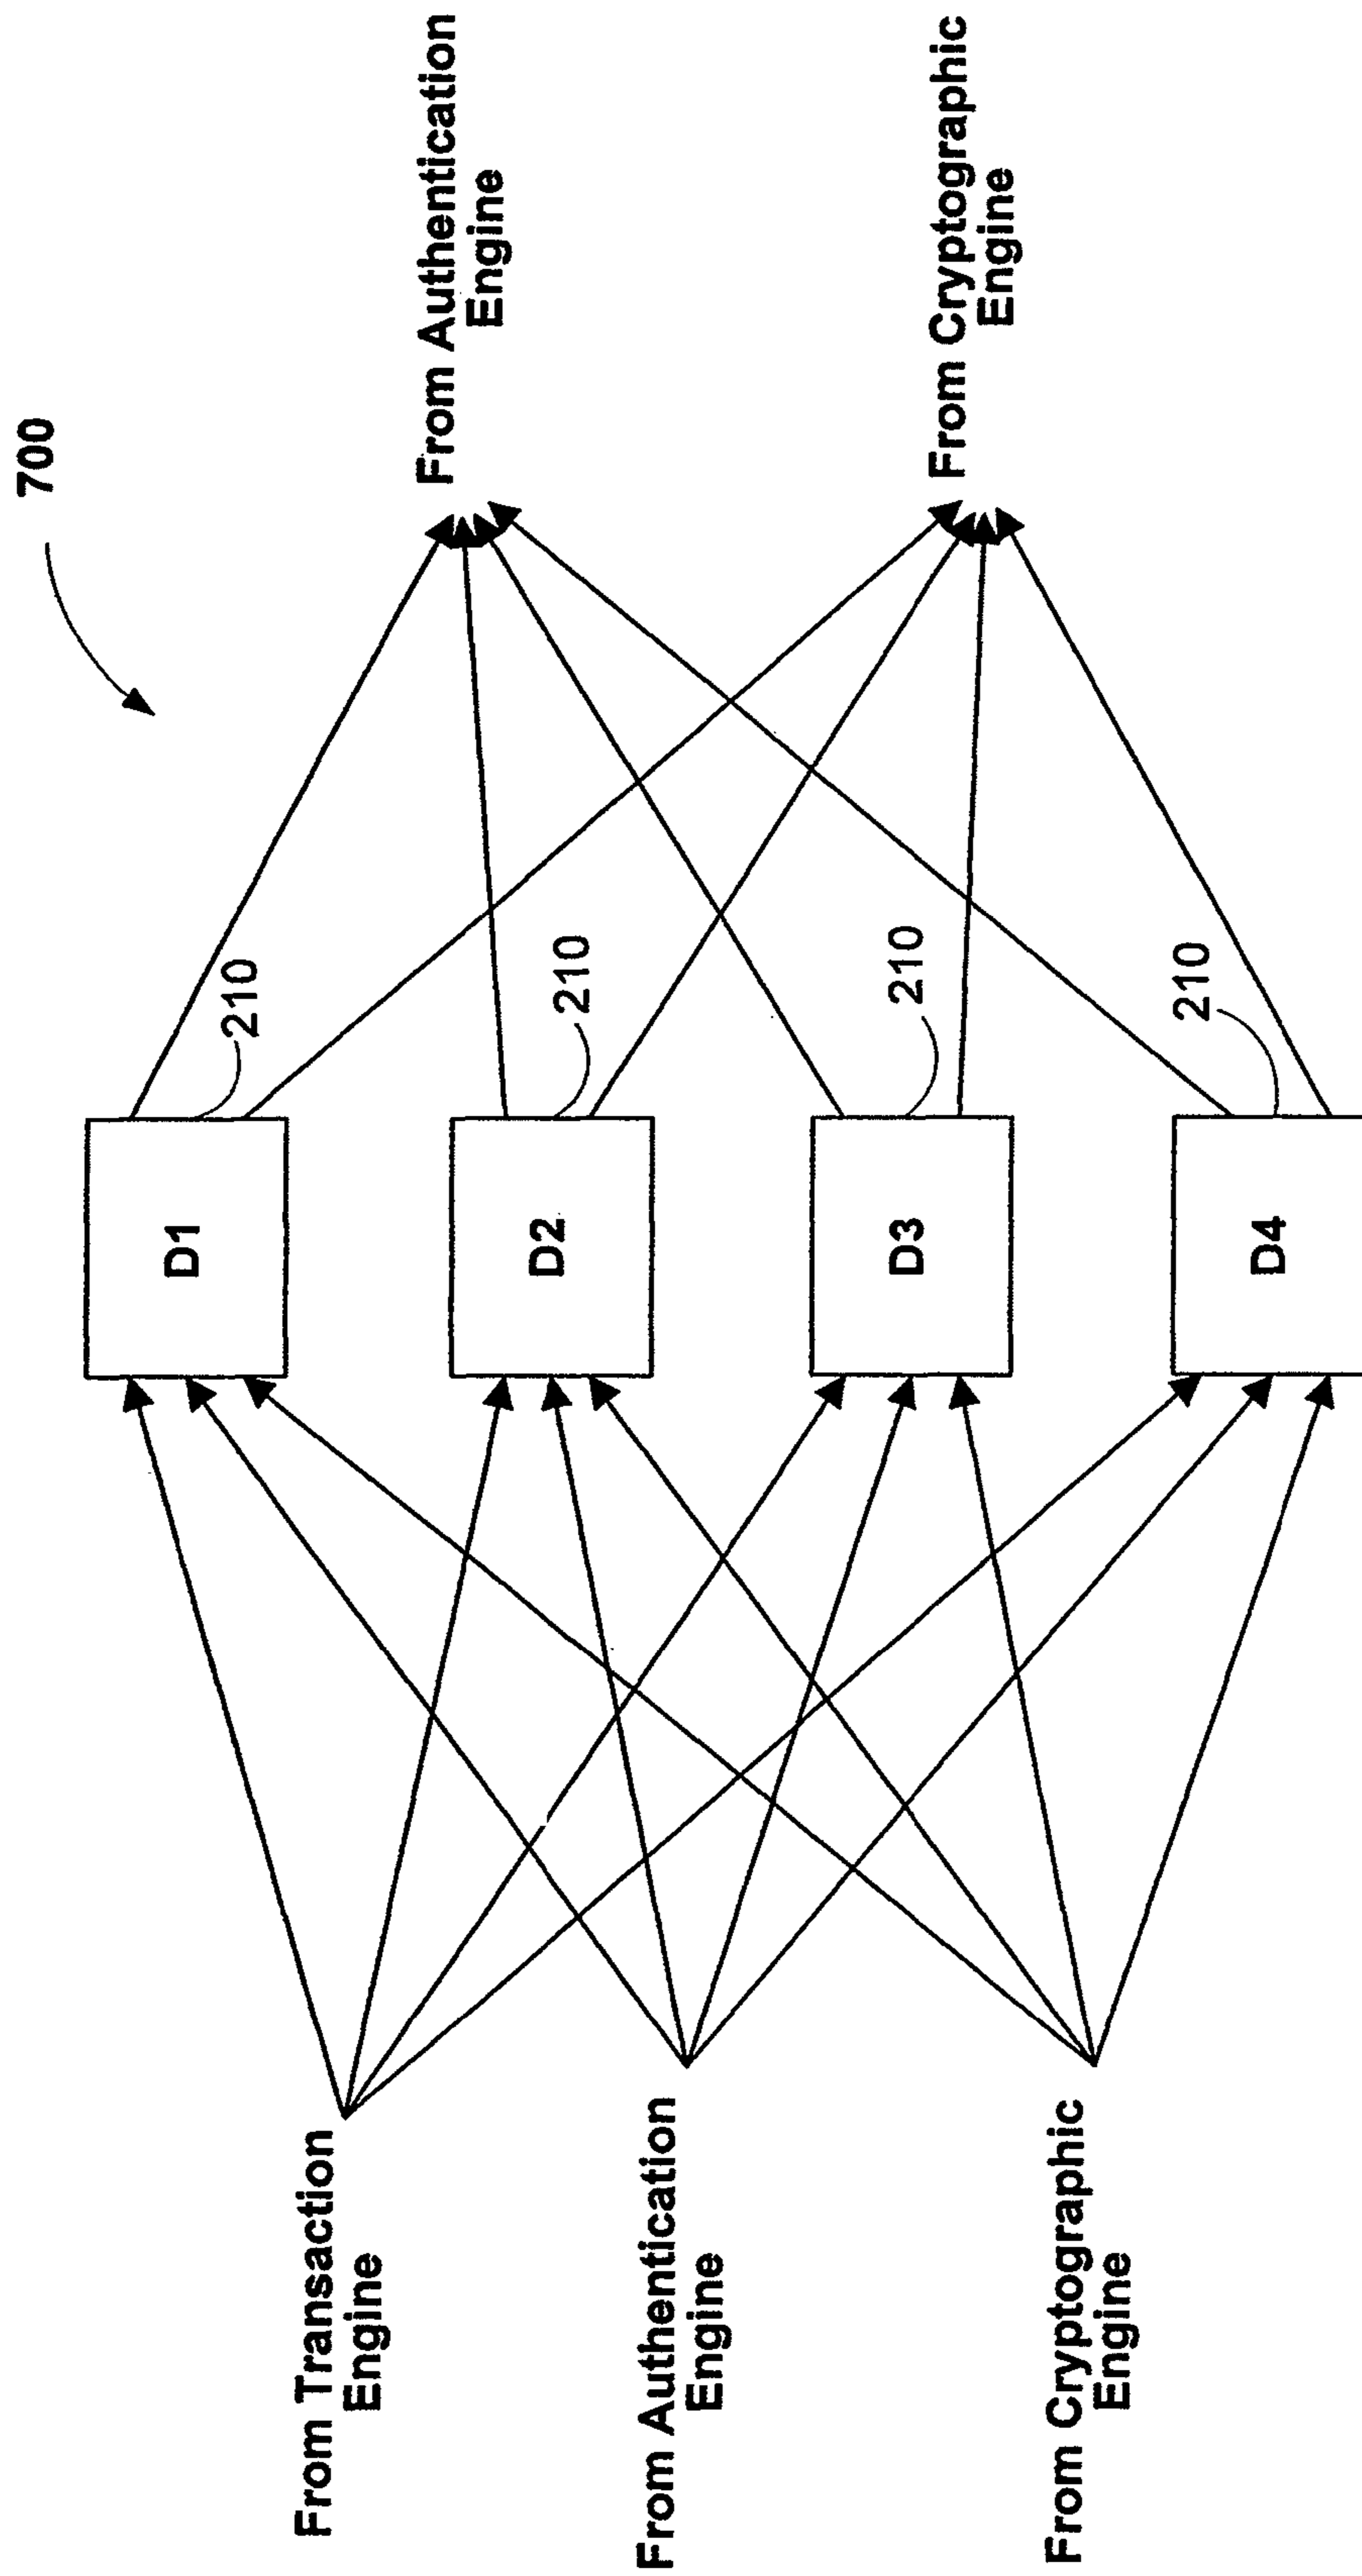 700
From Transaction
Engine
From Authentication
Engine
From Cryptographic
Engine
D1
210
D2
210
D3
210
D4
210
From Authentication
Engine
From Cryptographic
Engine